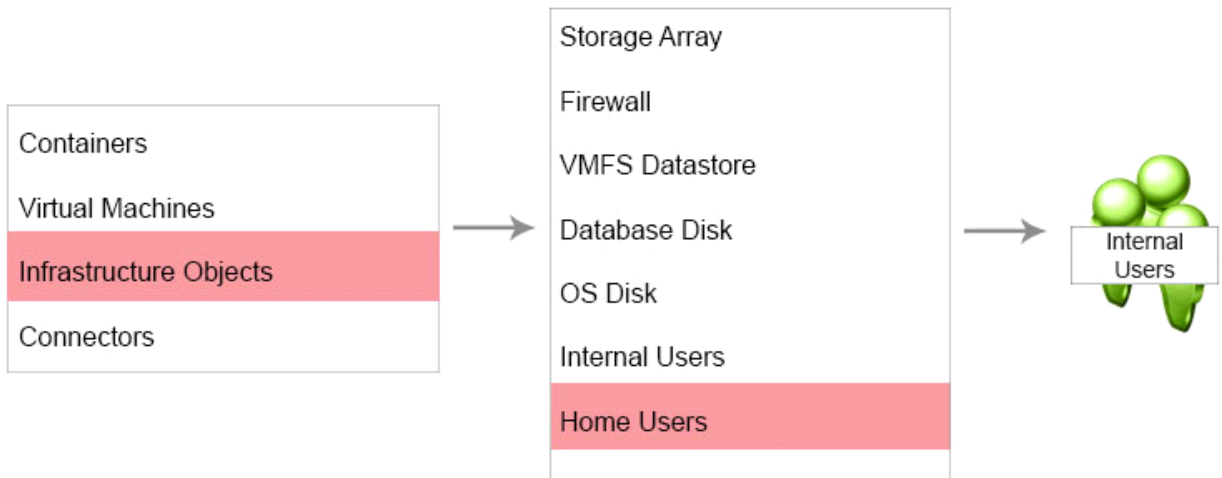 Containers
Virtual Machines
Infrastructure Objects
Connectors
Storage Array
Firewall
VMFS Datastore
Database Disk
OS Disk
Internal Users
Home Users
Internal
Users